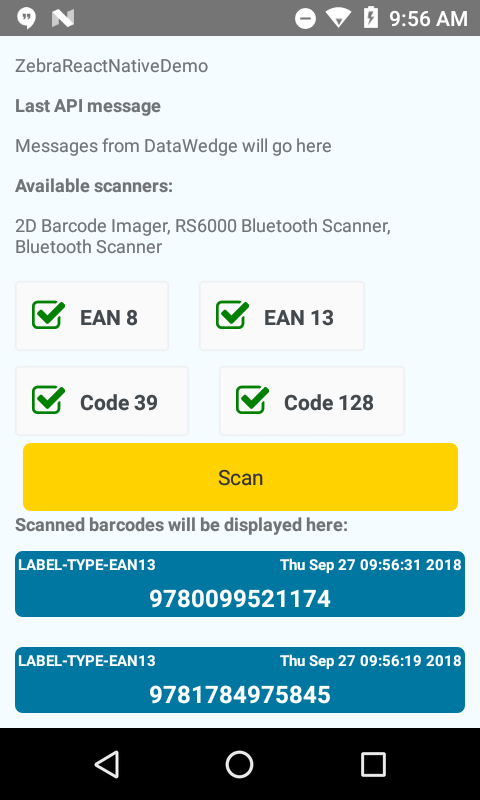 9:56 AM
ZebraReactNativeDemo
Last API message
Messages from DataWedge will go here
Available scanners:
2D Barcode Imager, RS6000 Bluetooth Scanner,
Bluetooth Scanner
EAN 8 EAN 13
Code 39 Code 128
Scan
Scanned barcodes will be displayed here:
LABEL-TYPE-EAN13 Thu Sep 27 09:56:31 2018
9780099521174
LABEL-TYPE-EAN13 Thu Sep 27 09:56:19 2018
9781784975845